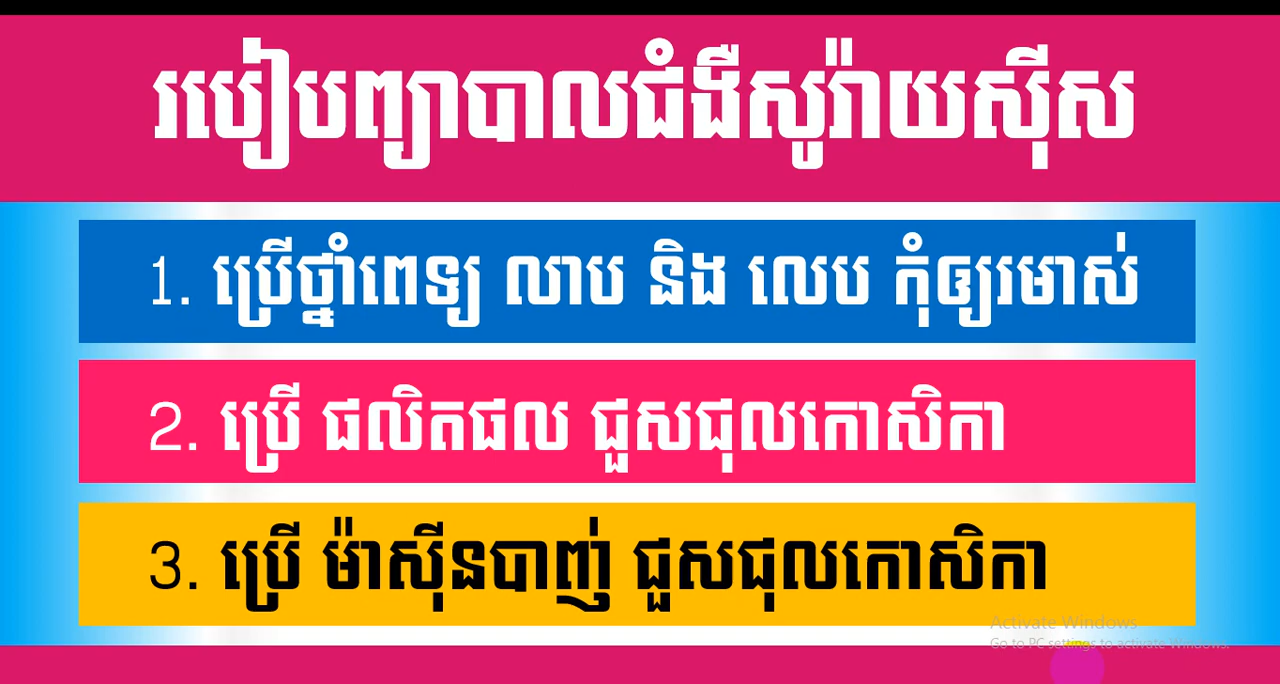 របៀបព្យាបាលជំងឺសូរ៉ាយស៊ីស
1. ប្រើថ្នាំពេទ្យ លាប និង លេប កុំឲ្យរមាស់
2. ប្រើ ផលិតផល ជួសជុលកោសិកា
3. ប្រើ ម៉ាស៊ីនបាញ់ ជួសជុលកោសិកា
Activate Windows
Go to PC settings to activate Windows.